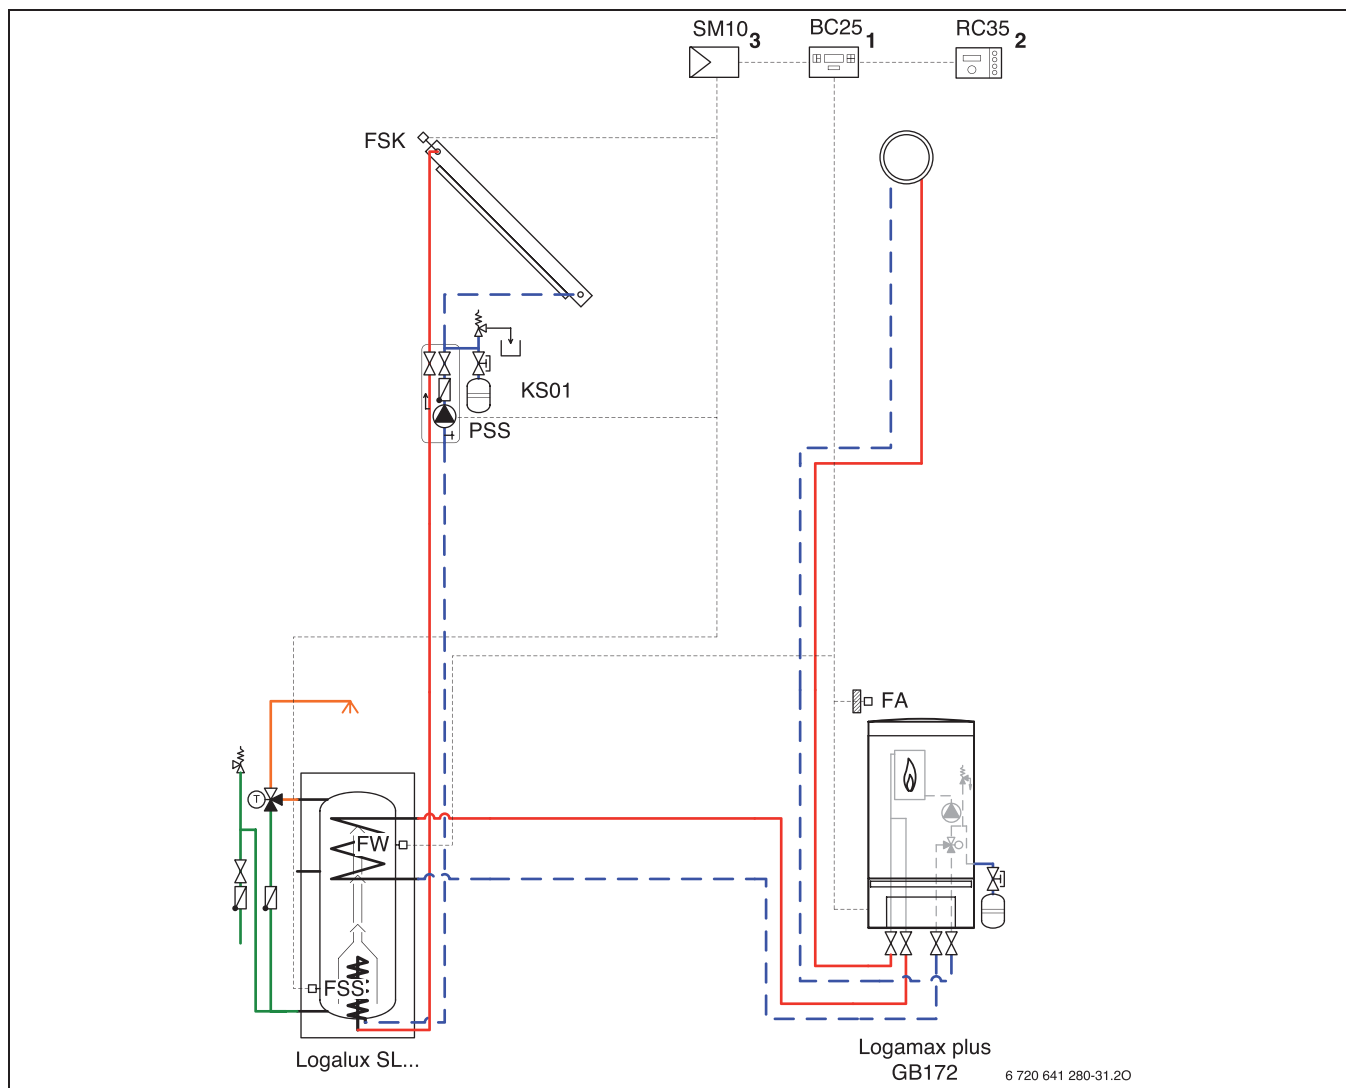 SM10 3
BC25 1
RC35 2
FSK
KS01
PSS
FA
T
FW
FSS
Logalux SL...
Logamax plus
GB172
6 720 641 280-31.2O